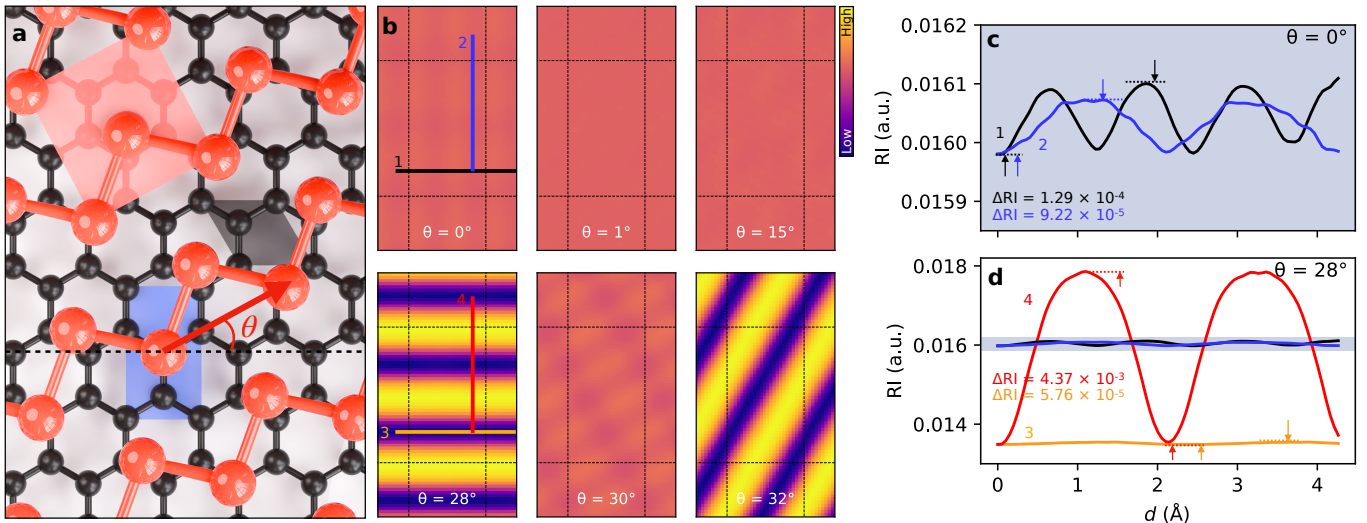 a
θ
b
2
1
θ = 0°
θ = 1°
θ = 15°
High
Low
4
3
θ = 28°
θ = 30°
θ = 32°
c
θ = 0°
0.0162
0.0161
0.0160
0.0159
RI (a.u.)
1
2
ΔRI = 1.29 × 10⁻⁴
ΔRI = 9.22 × 10⁻⁵
d
θ = 28°
0.018
0.016
0.014
RI (a.u.)
4
ΔRI = 4.37 × 10⁻³
ΔRI = 5.76 × 10⁻⁵
3
0 1 2 3 4
d (Å)